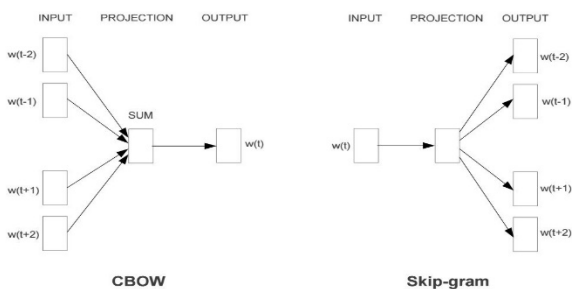 INPUT PROJECTION OUTPUT
w(t-2)
w(t-1)
SUM
w(t)
w(t+1)
w(t+2)
CBOW
INPUT PROJECTION OUTPUT
w(t-2)
w(t-1)
w(t)
w(t+1)
w(t+2)
Skip-gram